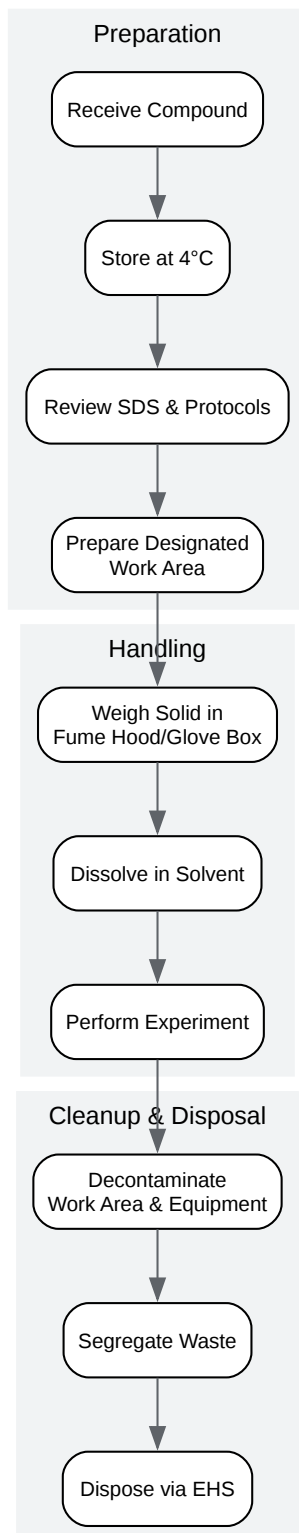 Preparation
Receive Compound
Store at 4°C
Review SDS & Protocols
Prepare Designated
Work Area
Handling
Weigh Solid in
Fume Hood/Glove Box
Dissolve in Solvent
Perform Experiment
Cleanup & Disposal
Decontaminate
Work Area & Equipment
Segregate Waste
Dispose via EHS